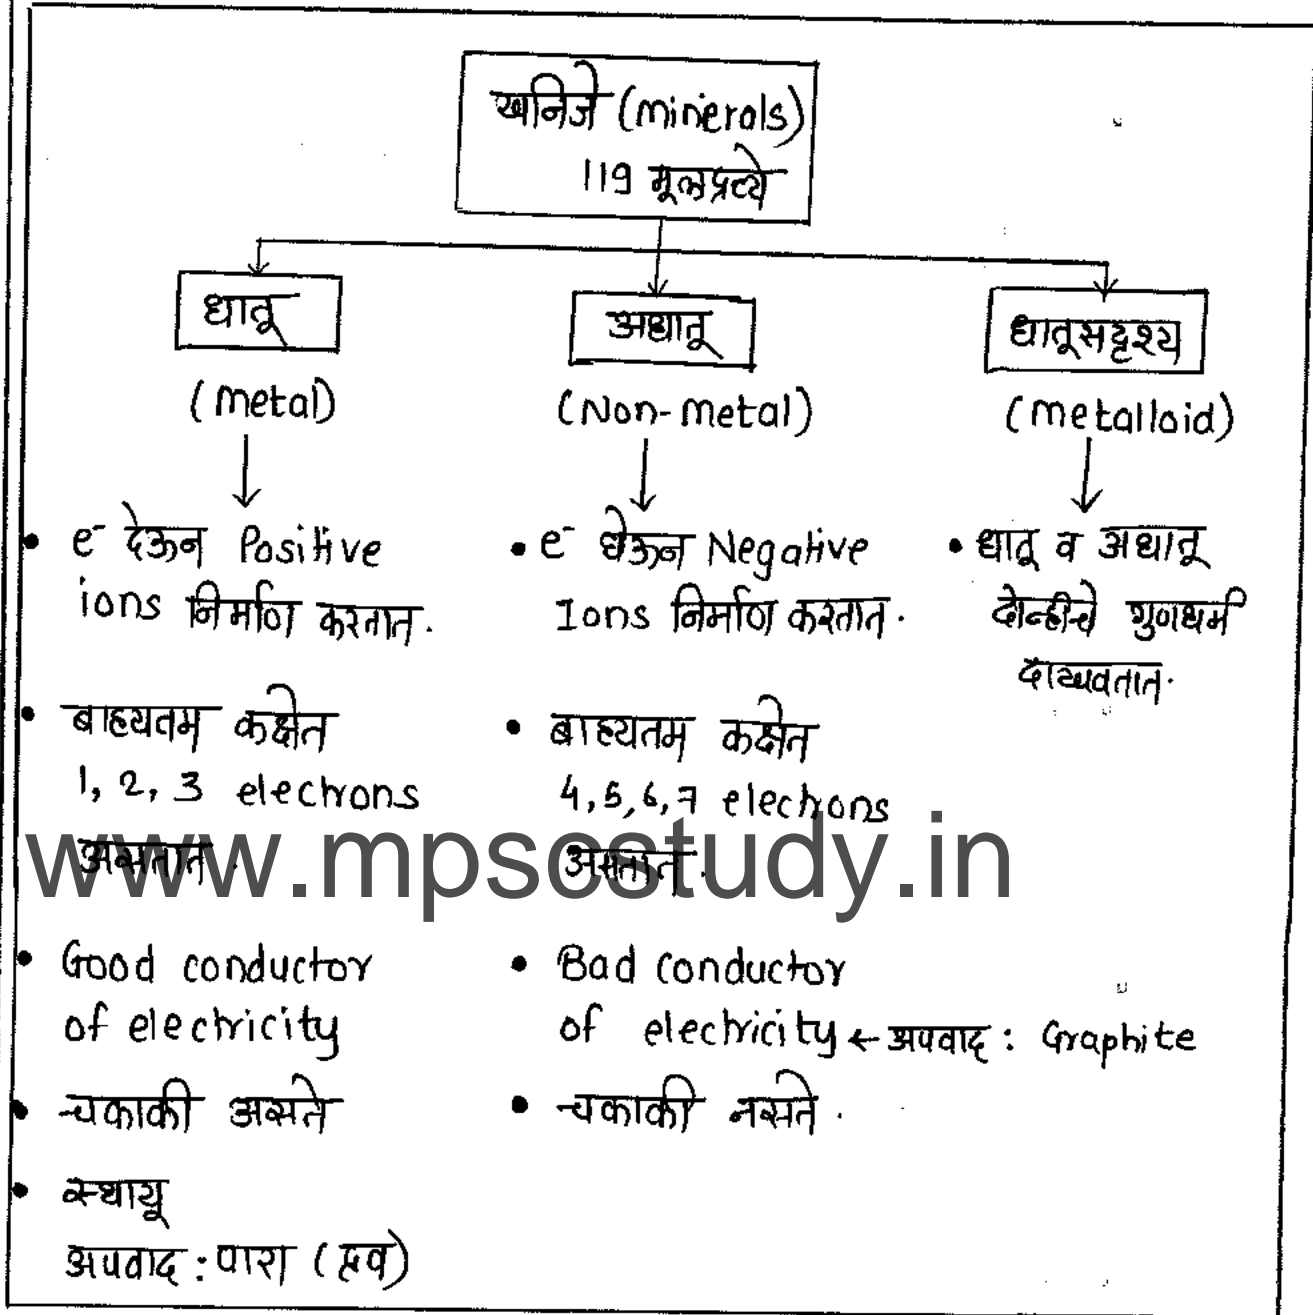 खनिजे (minerals)
119 मूलद्रव्ये
धातू
(metal)
• e⁻ देऊन Positive
ions निर्माण करतात.
• बाह्यतम कक्षेत
1, 2, 3 electrons
असतात.
• Good conductor
of electricity
• चकाकी असते
• स्थायू
अपवाद : पारा (द्रव)
अधातू
(Non-metal)
• e⁻ घेऊन Negative
Ions निर्माण करतात.
• बाह्यतम कक्षेत
4, 5, 6, 7 electrons
असतात.
• Bad conductor
of electricity ← अपवाद : Graphite
• चकाकी नसते.
धातूसदृश्य
(metalloid)
• धातू व अधातू
दोन्हीचे गुणधर्म
दाखवतात.
www.mpscstudy.in